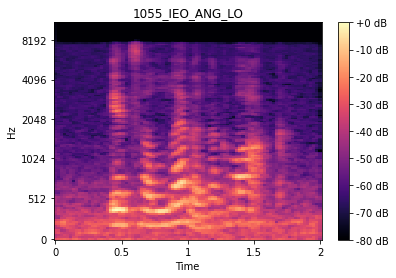 1055_IEO_ANG_LO
+0 dB
8192
-10 dB
4096
-20 dB
-30 dB
Hz
2048
-40 dB
1024
-50 dB
512
-60 dB
-70 dB
0
-80 dB
0
0.5
1
1.5
2
Time